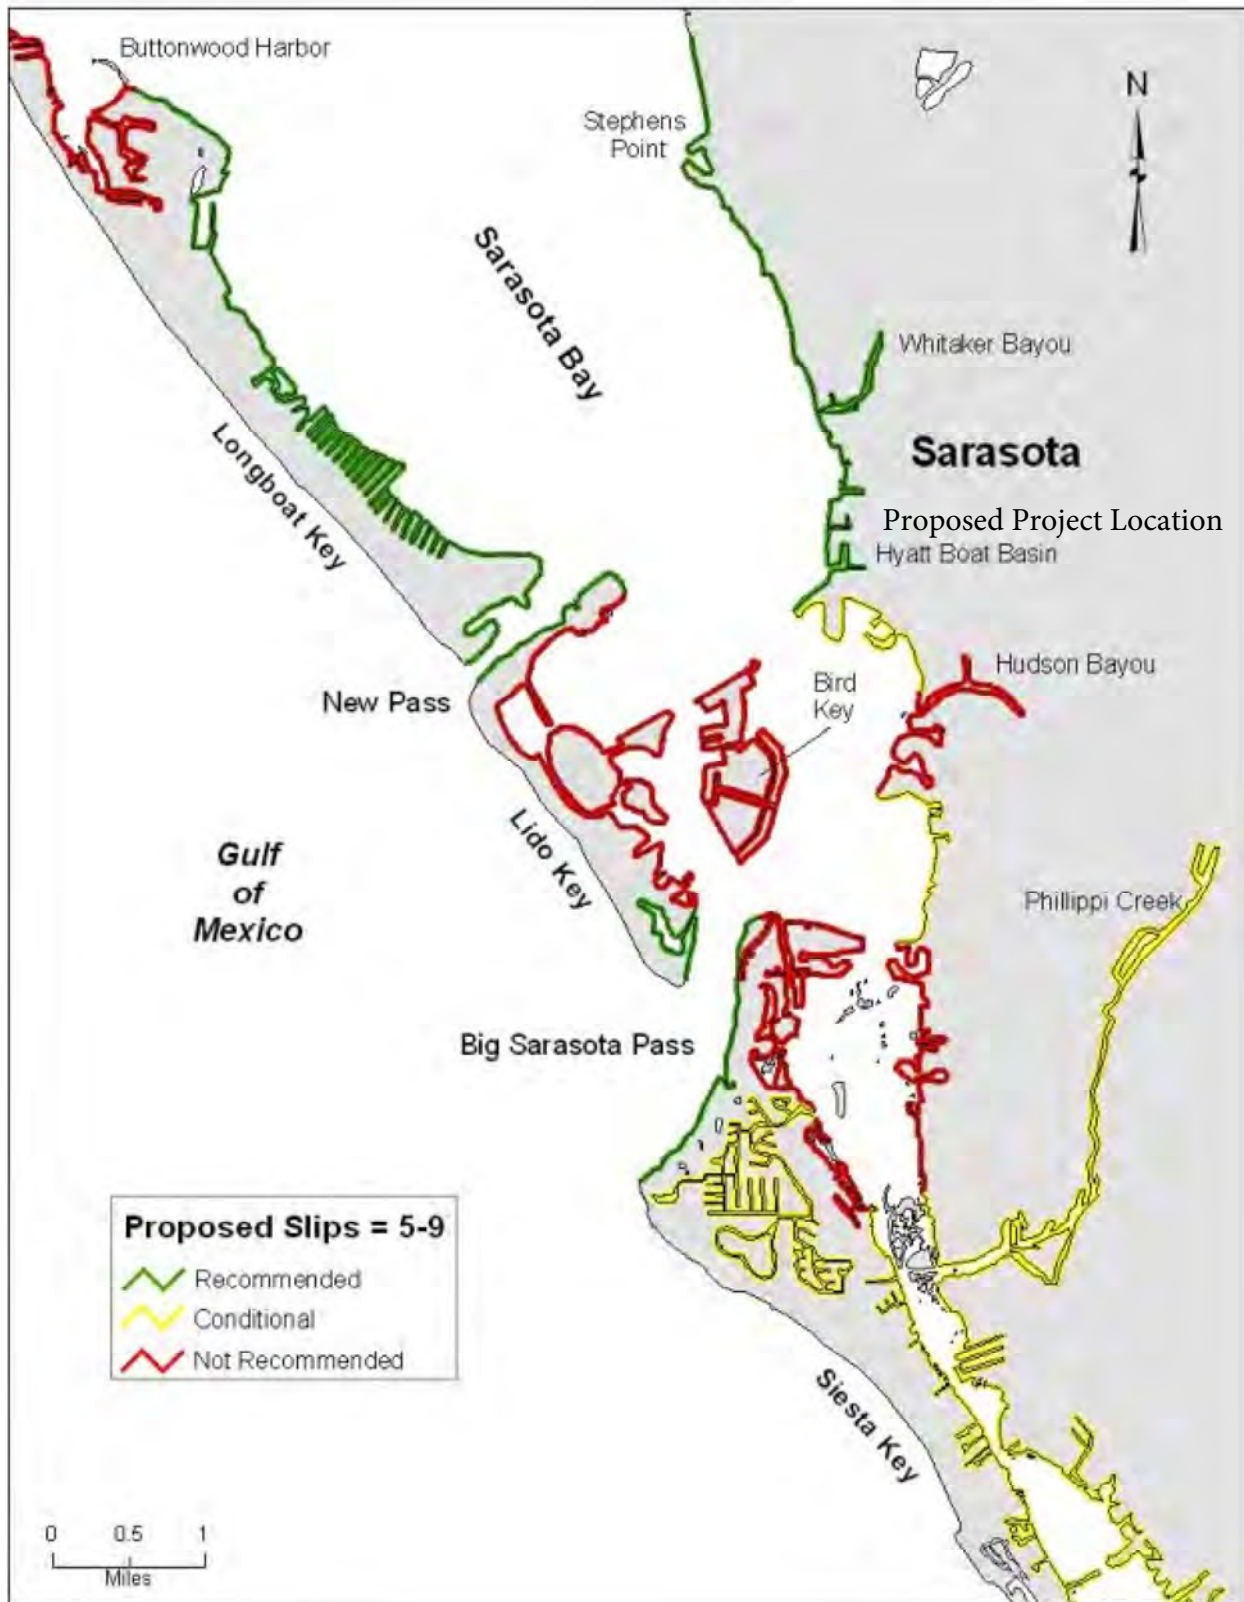 Buttonwood Harbor
Stephens
Point
N
Sarasota Bay
Whitaker Bayou
Sarasota
Longboat Key
Proposed Project Location
Hyatt Boat Basin
Hudson Bayou
New Pass
Bird
Key
Lido Key
Gulf
of
Mexico
Phillippi Creek
Big Sarasota Pass
Proposed Slips = 5-9
Recommended
Conditional
Not Recommended
Siesta Key
0 0.5 1
Miles